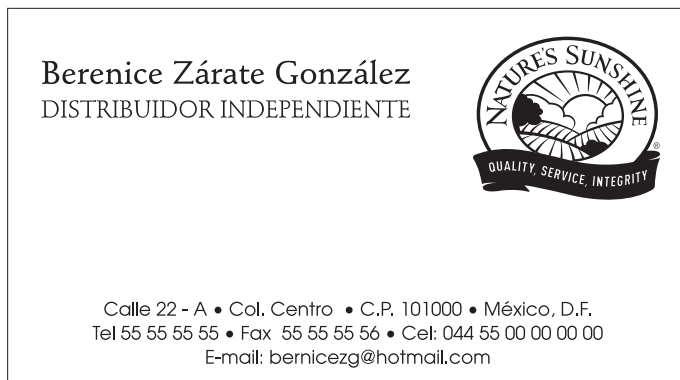 Berenice Zárate González
DISTRIBUIDOR INDEPENDIENTE
NATURE'S SUNSHINE
®
QUALITY, SERVICE, INTEGRITY
Calle 22 - A • Col. Centro • C.P. 101000 • México, D.F.
Tel 55 55 55 55 • Fax 55 55 55 56 • Cel: 044 55 00 00 00 00
E-mail: bernicezg@hotmail.com